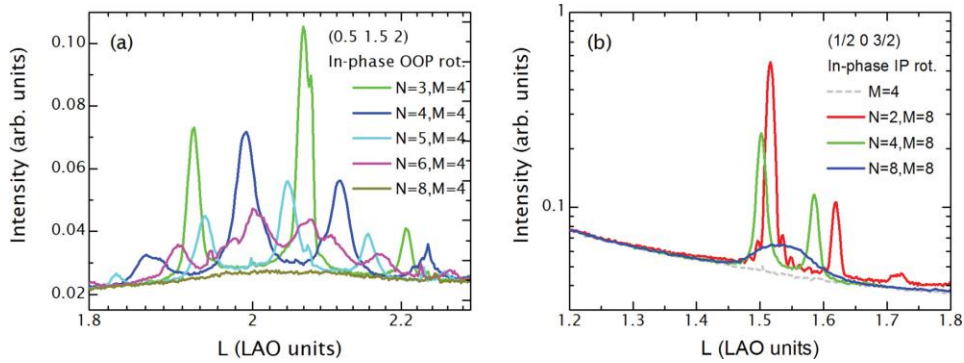 (a)
(0.5 1.5 2)
In-phase OOP rot.
N=3,M=4
N=4,M=4
N=5,M=4
N=6,M=4
N=8,M=4
Intensity (arb. units)
0.10
0.08
0.06
0.04
0.02
1.8
2
2.2
L (LAO units)
(b)
(1/2 0 3/2)
In-phase IP rot.
M=4
N=2,M=8
N=4,M=8
N=8,M=8
Intensity (arb. units)
1
0.1
1.2
1.3
1.4
1.5
1.6
1.7
1.8
L (LAO units)